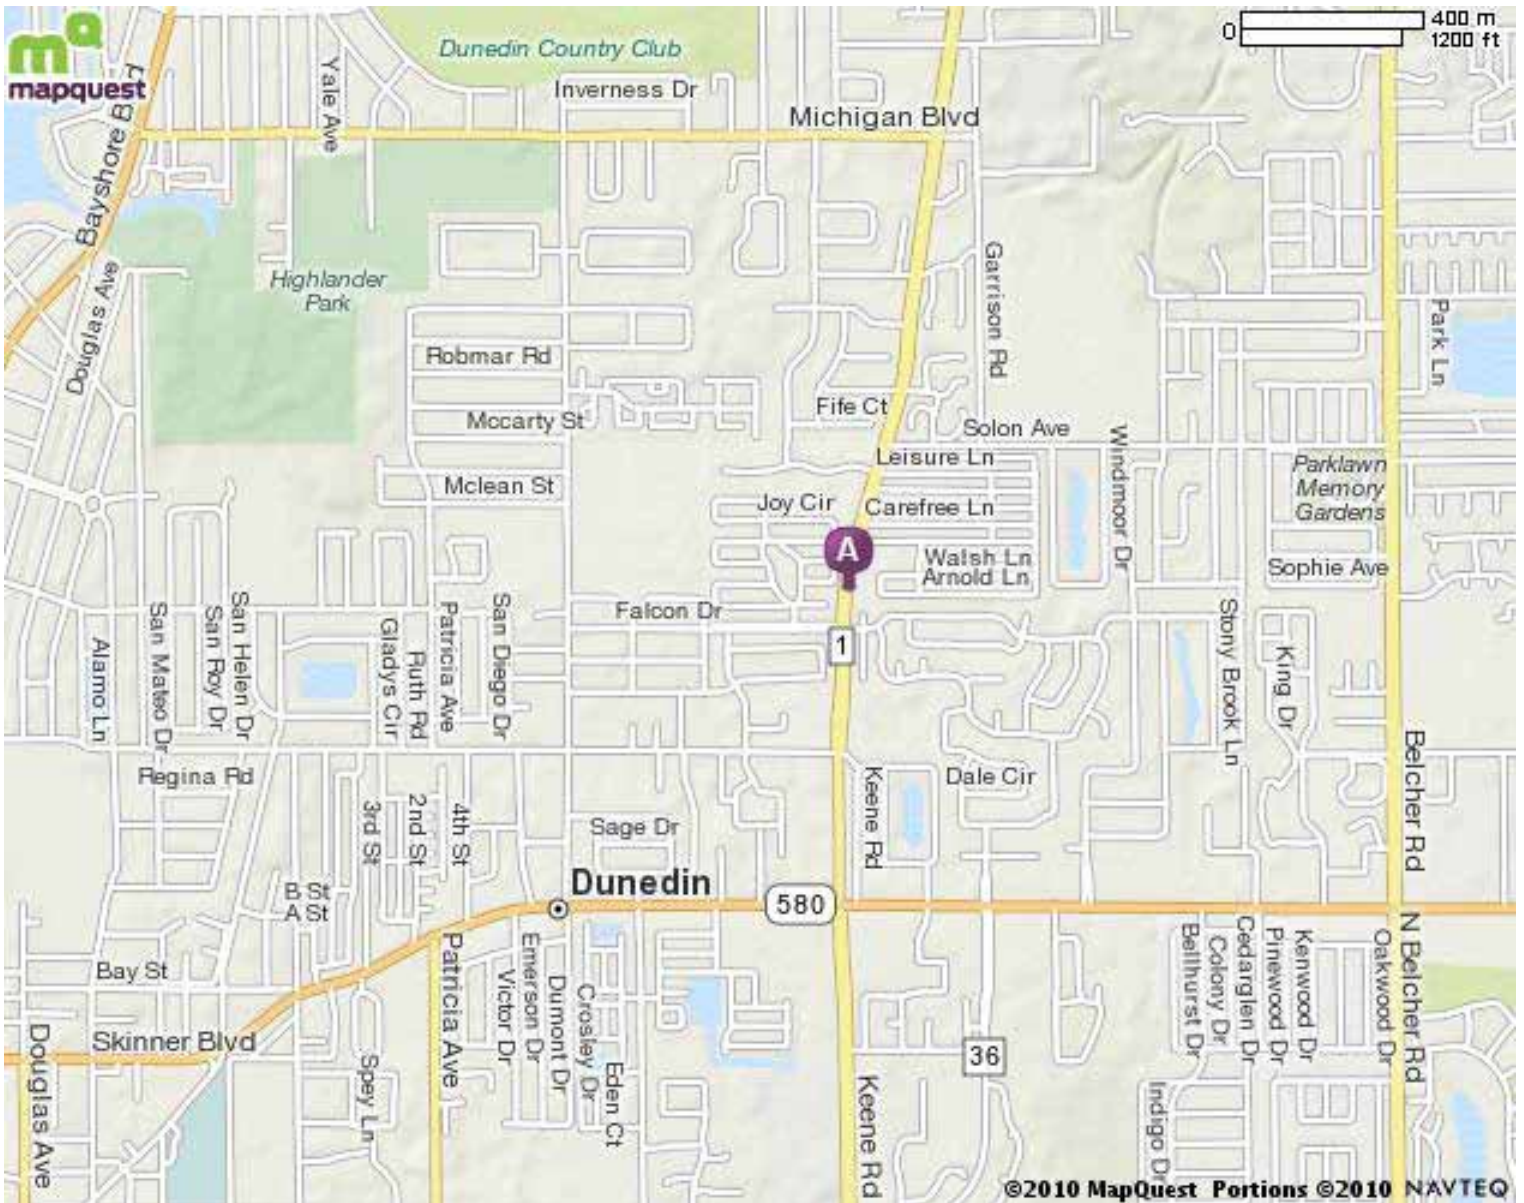 400 m
0
1200 ft
mapquest
Dunedin Country Club
Inverness Dr
Yale Ave
Michigan Blvd
Bayshore Blvd
Highlander
Park
Douglas Ave
Garrison Rd
Park Ln
Robmar Rd
Fife Ct
Mccarty St
Solon Ave
Leisure Ln
Windmoor Dr
Parklawn
Memory
Gardens
Mclean St
Joy Cir
Carefree Ln
A
Walsh Ln
Arnold Ln
Sophie Ave
Falcon Dr
1
Alamo Ln
San Mateo Dr
San Roy Dr
San Helen Dr
Gladys Cir
Ruth Rd
Patricia Ave
San Diego Dr
Stony Brook Ln
King Dr
Belcher Rd
Regina Rd
Keene Rd
Dale Cir
3rd St
2nd St
4th St
Sage Dr
B St
A St
Dunedin
580
Bay St
Patricia Ave
Victor Dr
Emerson Dr
Dumont Dr
Crosley Dr
Eden Ct
Bellhurst Dr
Colony Dr
Cedarglen Dr
Pinewood Dr
Kenwood Dr
Oakwood Dr
N Belcher Rd
Skinner Blvd
Douglas Ave
Spey Ln
36
Keene Rd
Indigo Dr
©2010 MapQuest Portions ©2010 NAVTEQ